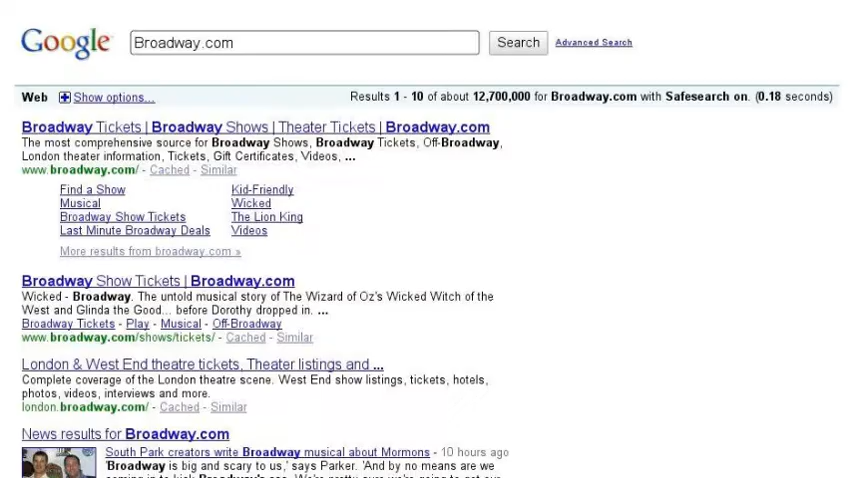 Google Broadway.com Search Advanced Search
Web Show options... Results 1 - 10 of about 12,700,000 for Broadway.com with Safesearch on. (0.18 seconds)
Broadway Tickets | Broadway Shows | Theater Tickets | Broadway.com
The most comprehensive source for Broadway Shows, Broadway Tickets, Off-Broadway,
London theater information, Tickets, Gift Certificates, Videos, ...
www.broadway.com/ - Cached - Similar
Find a Show Kid-Friendly
Musical Wicked
Broadway Show Tickets The Lion King
Last Minute Broadway Deals Videos
More results from broadway.com »
Broadway Show Tickets | Broadway.com
Wicked - Broadway. The untold musical story of The Wizard of Oz's Wicked Witch of the
West and Glinda the Good... before Dorothy dropped in. ...
Broadway Tickets - Play - Musical - Off-Broadway
www.broadway.com/shows/tickets/ - Cached - Similar
London & West End theatre tickets, Theater listings and ...
Complete coverage of the London theatre scene. West End show listings, tickets, hotels,
photos, videos, interviews and more.
london.broadway.com/ - Cached - Similar
News results for Broadway.com
South Park creators write Broadway musical about Mormons - 10 hours ago
'Broadway is big and scary to us,' says Parker. 'And by no means are we